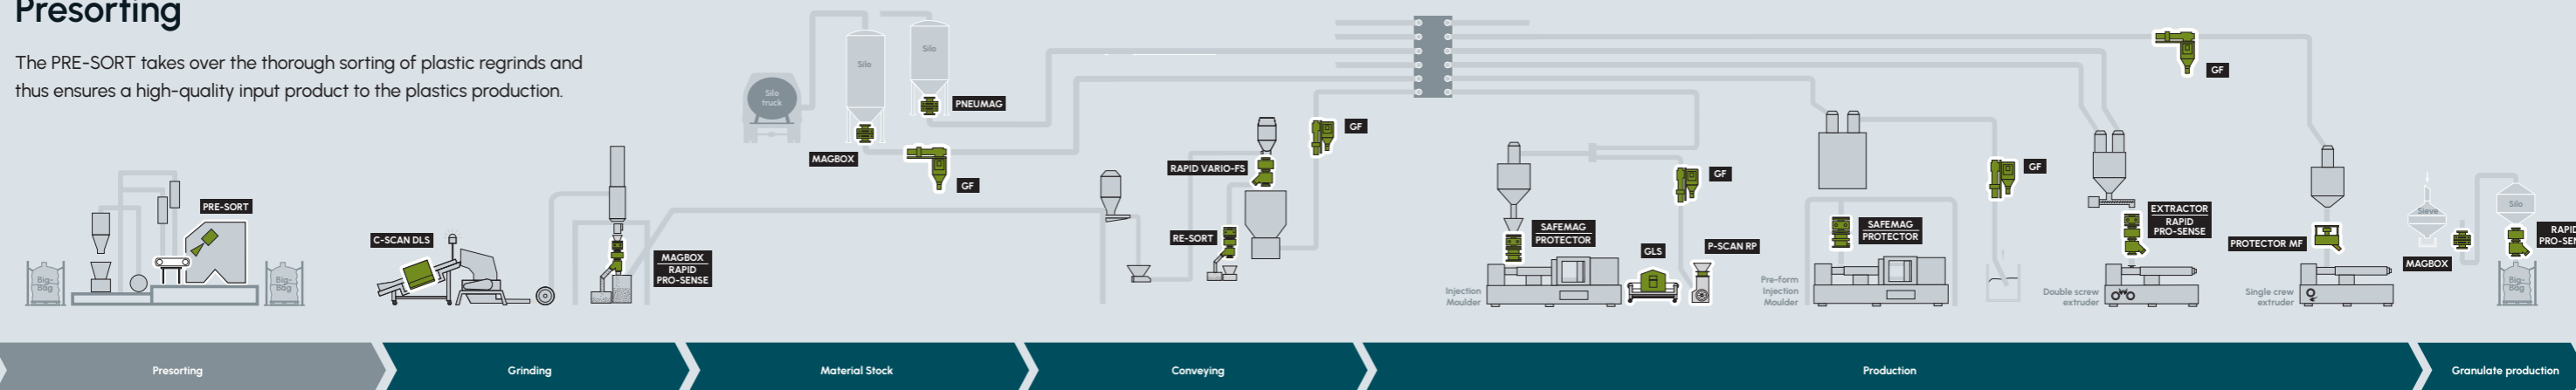 Presorting
The PRE-SORT takes over the thorough sorting of plastic regrinds and
thus ensures a high-quality input product to the plastics production.
Big-
Bag
PRE-SORT
Big-
Bag
C-SCAN DLS
MAGBOX
RAPID
PRO-SENSE
Silo
truck
Silo
Silo
PNEUMAG
MAGBOX
GF
RAPID VARIO-FS
RE-SORT
GF
Injection
Moulder
SAFEMAG
PROTECTOR
GLS
P-SCAN RP
GF
Pre-form
Injection
Moulder
SAFEMAG
PROTECTOR
GF
Double screw
extruder
EXTRACTOR
RAPID
PRO-SENSE
GF
Single crew
extruder
PROTECTOR MF
Sieve
MAGBOX
Silo
RAPID
PRO-SEN
Big-
Bag
Presorting
Grinding
Material Stock
Conveying
Production
Granulate production